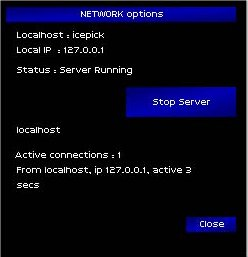 NETWORK options
Localhost : icepick
Local IP : 127.0.0.1
Status : Server Running
Stop Server
localhost
Active connections : 1
From localhost, ip 127.0.0.1, active 3
secs
Close